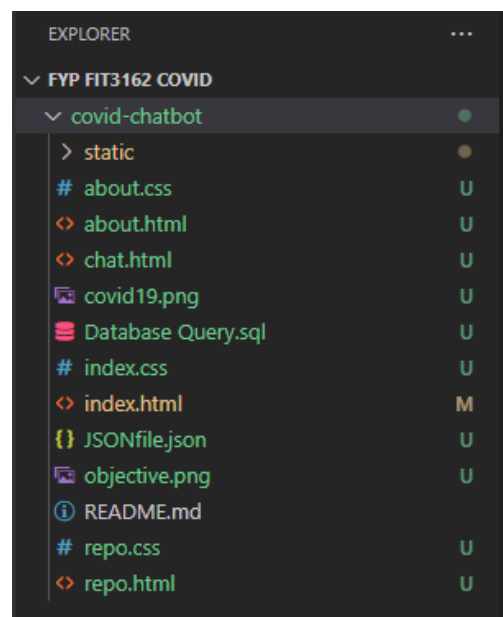 EXPLORER ...
FYP FIT3162 COVID
covid-chatbot
static
# about.css U
<> about.html U
<> chat.html U
covid19.png U
Database Query.sql U
# index.css U
<> index.html M
{} JSONfile.json U
objective.png U
README.md
# repo.css U
<> repo.html U